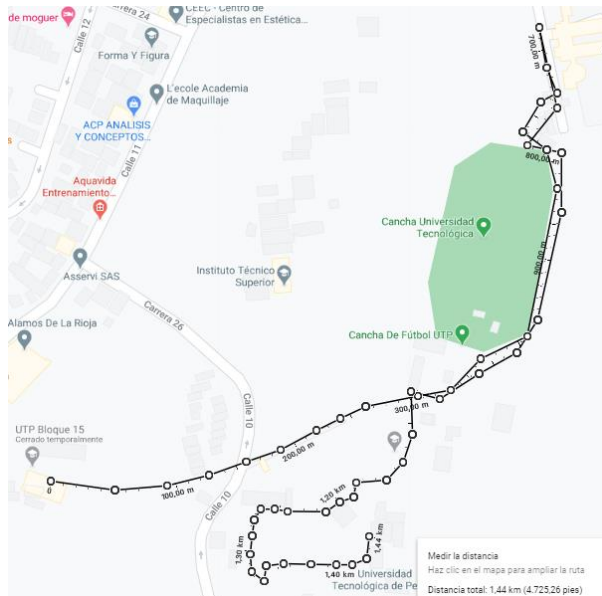 de moguer
Carrera 24
CEEC - Centro de
Especialistas en Estética...
Calle 12
Forma Y Figura
L'ecole Academia
de Maquillaje
ACP ANALISIS
Y CONCEPTOS...
Calle 11
Aquavida
Entrenamiento...
Asservi SAS
Carrera 26
Instituto Técnico
Superior
Cancha Universidad
Tecnológica
Cancha De Fútbol UTP
700,00 m
800,00 m
900,00 m
Alamos De La Rioja
Calle 10
300,00 m
200,00 m
UTP Bloque 15
Cerrado temporalmente
0
100,00 m
Calle 10
1,20 km
1,30 km
1,44 km
1,40 km
Universidad
Tecnológica de Pe
Medir la distancia
Haz clic en el mapa para ampliar la ruta
Distancia total: 1,44 km (4.725,26 pies)